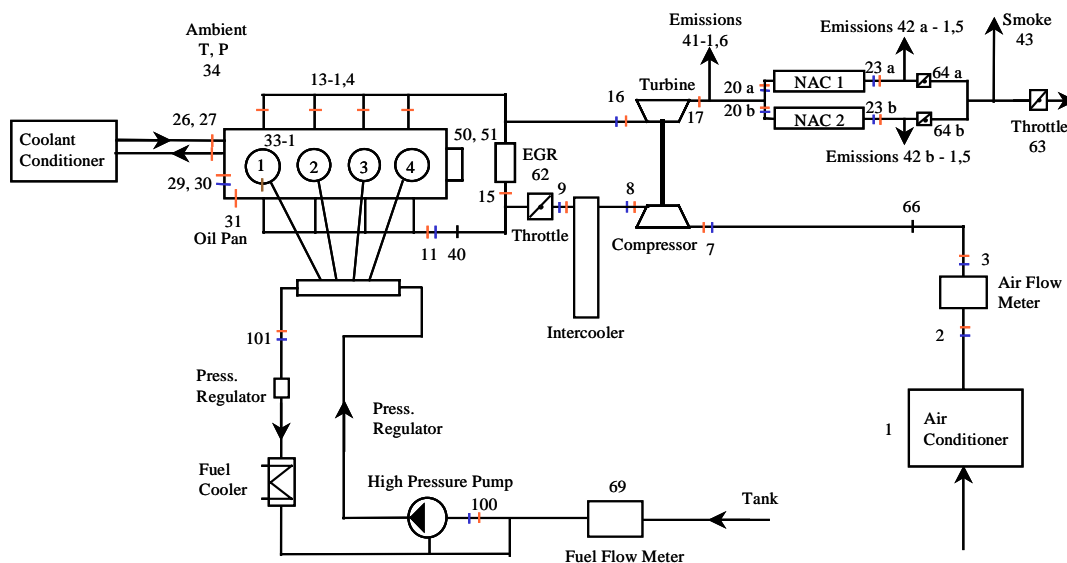 Ambient
T, P
34
Emissions
41-1,6
Emissions 42 a - 1,5
Smoke
43
13-1,4
Turbine
23 a
NAC 1
64 a
20 a
20 b
16
17
23 b
NAC 2
64 b
Throttle
63
Emissions 42 b - 1,5
26, 27
Coolant
Conditioner
33-1
50, 51
1
2
3
4
EGR
62
29, 30
15
9
8
31
Oil Pan
11
40
Throttle
Compressor
7
66
3
Air Flow
Meter
Intercooler
2
101
Press.
Regulator
Press.
Regulator
1
Air
Conditioner
Fuel
Cooler
High Pressure Pump
100
69
Tank
Fuel Flow Meter